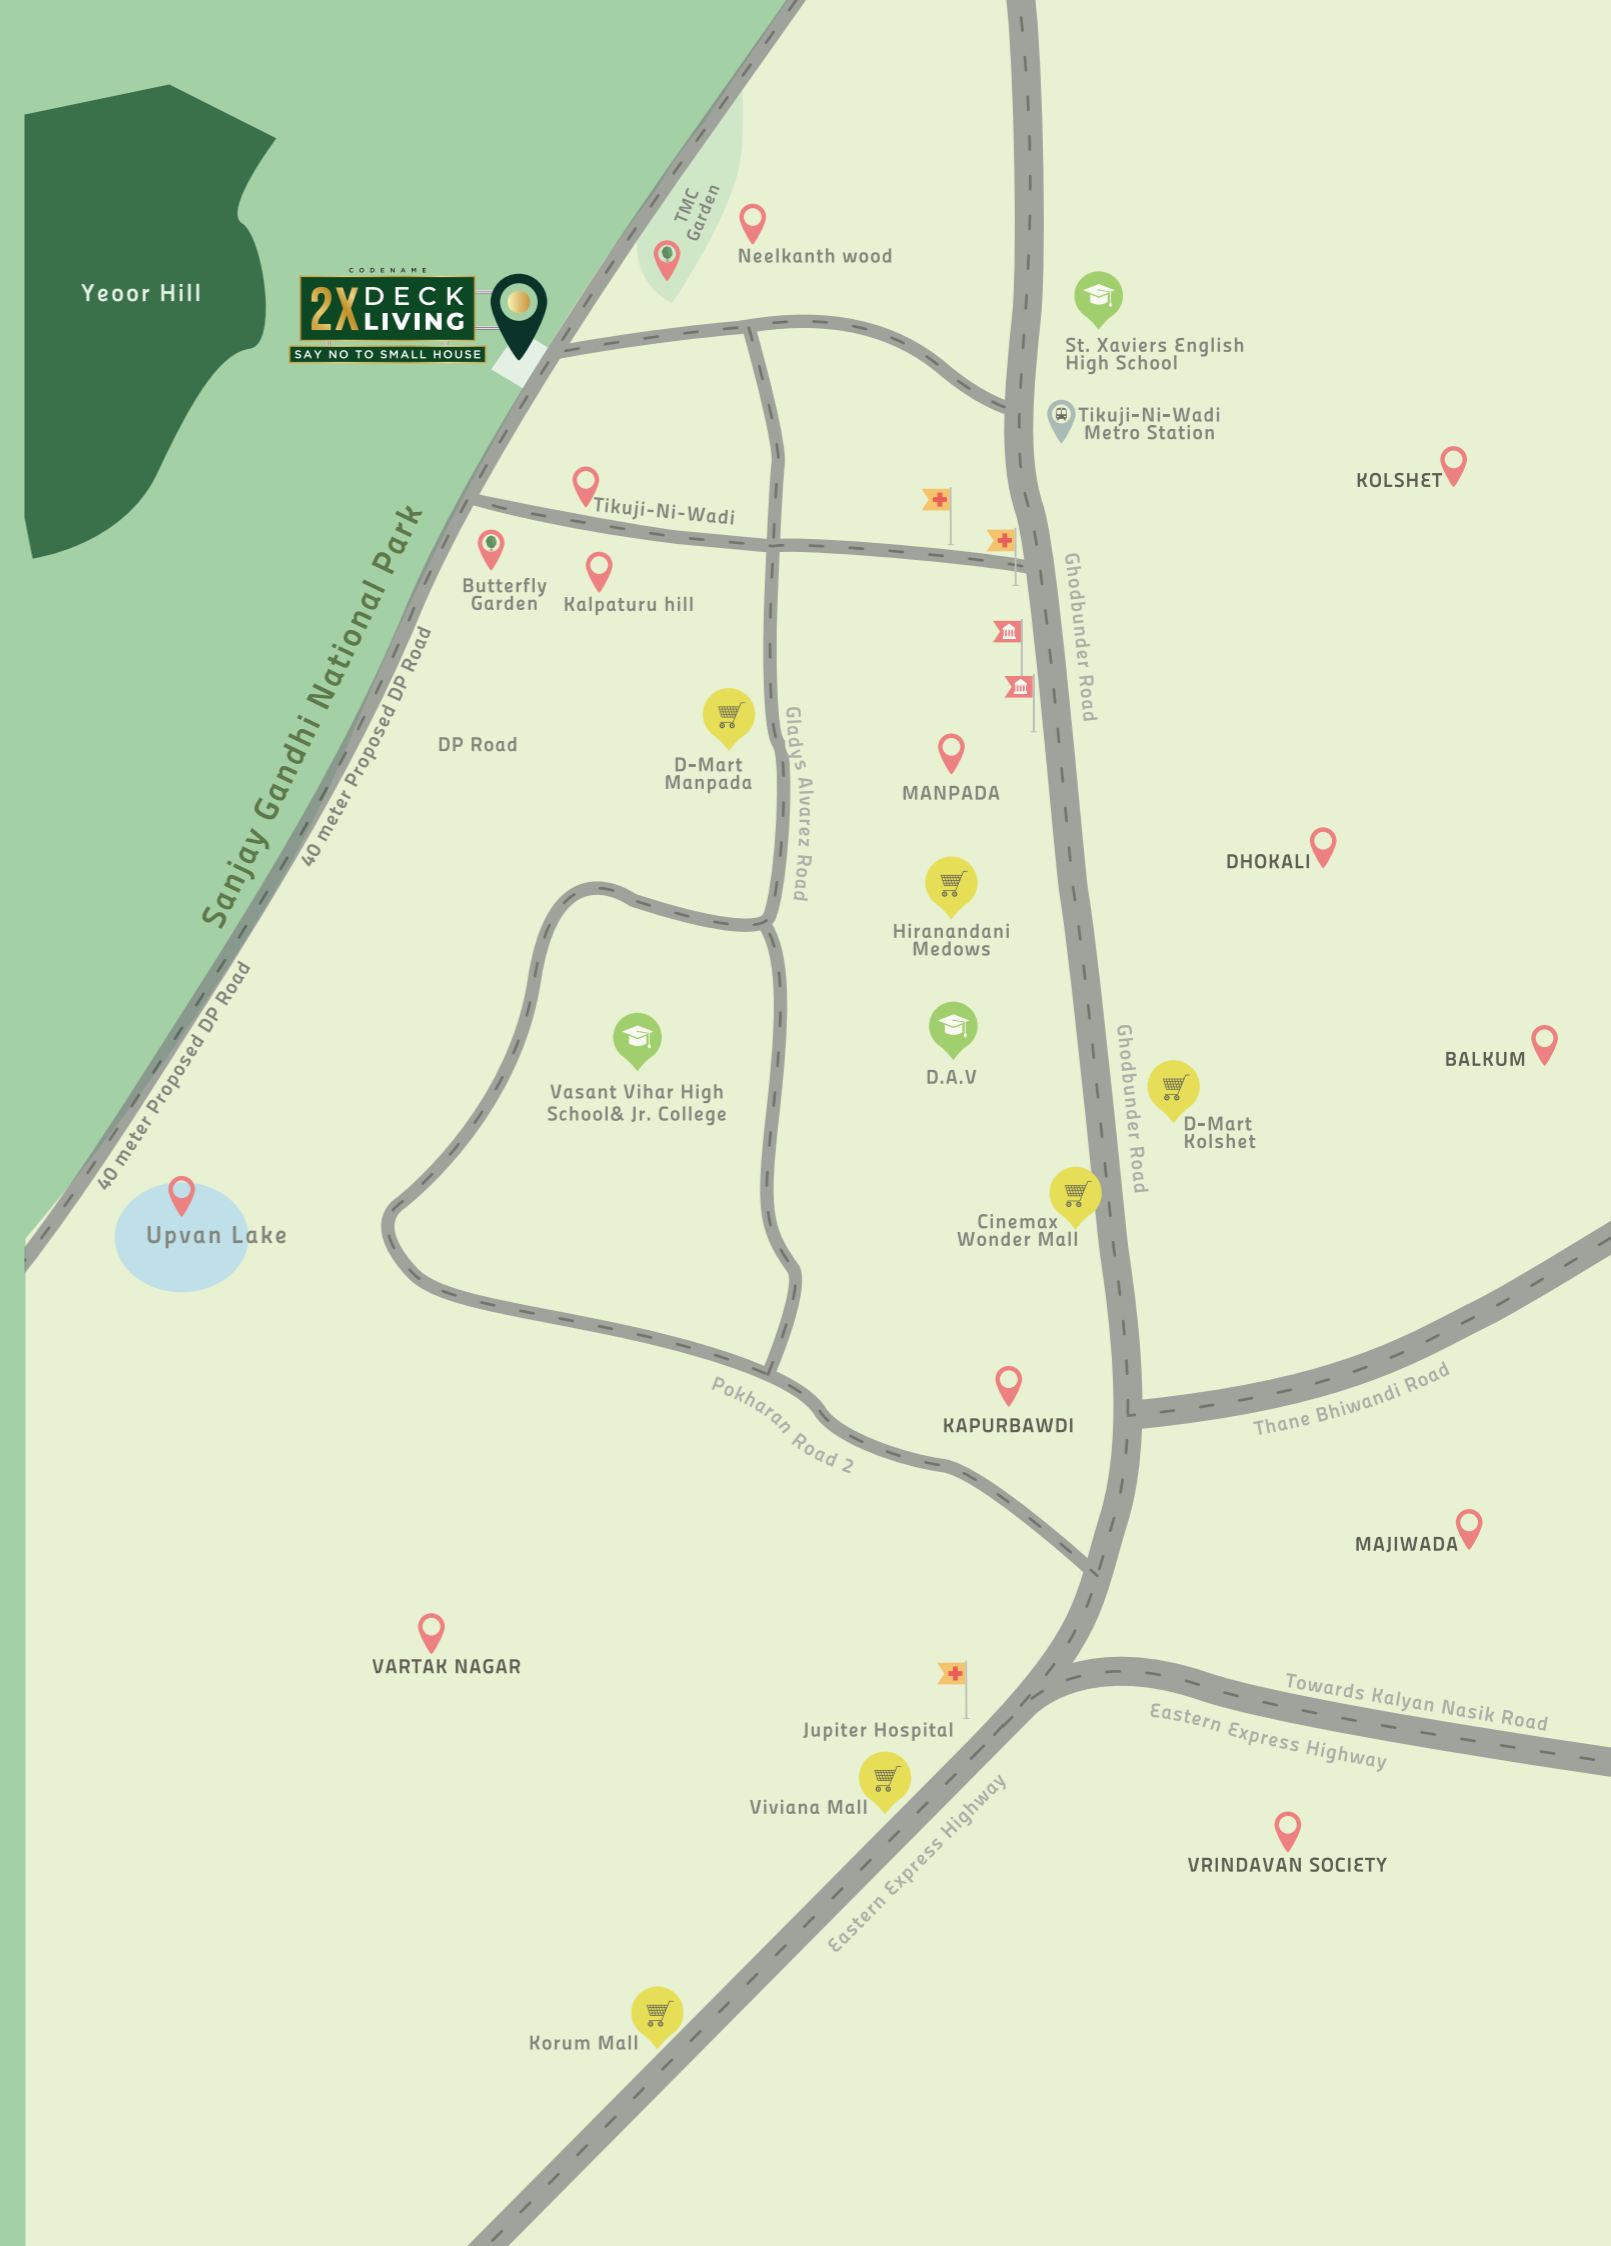 TMC
Garden
Neelkanth wood
CODENAME
2X DECK
LIVING
SAY NO TO SMALL HOUSE
Yeoor Hill
St. Xaviers English
High School
Tikuji-Ni-Wadi
Metro Station
KOLSHET
Tikuji-Ni-Wadi
Butterfly
Garden
Kalpaturu hill
Sanjay Gandhi National Park
40 meter Proposed DP Road
Ghodbunder Road
DP Road
D-Mart
Manpada
Gladys Alvarez Road
MANPADA
DHOKALI
Hiranandani
Medows
40 meter Proposed DP Road
Vasant Vihar High
School& Jr. College
D.A.V
Ghodbunder Road
BALKUM
D-Mart
Kolshet
Upvan Lake
Cinemax
Wonder Mall
Thane Bhiwandi Road
KAPURBAWDI
Pokharan Road 2
MAJIWADA
VARTAK NAGAR
Towards Kalyan Nasik Road
Eastern Express Highway
Jupiter Hospital
Viviana Mall
Eastern Express Highway
VRINDAVAN SOCIETY
Korum Mall